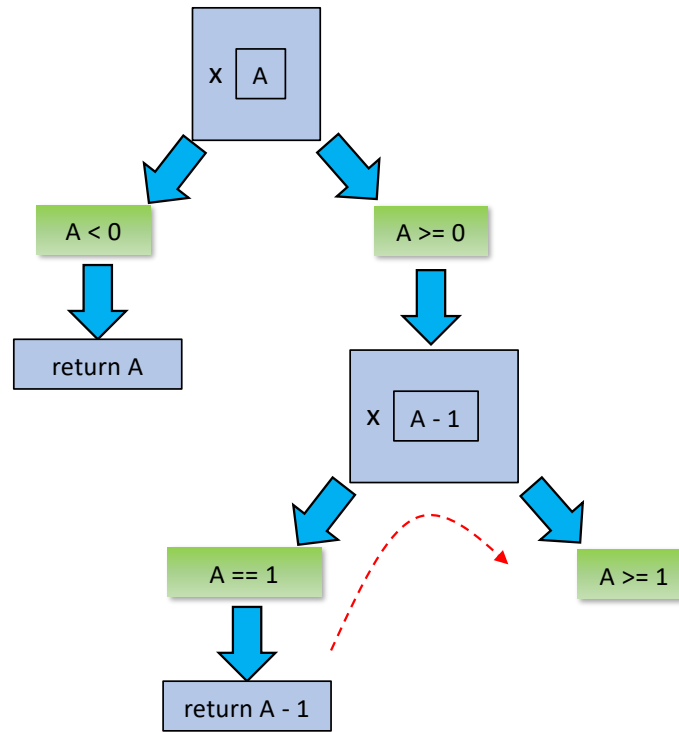 x A
A < 0
A >= 0
return A
x A - 1
A == 1
A >= 1
return A - 1